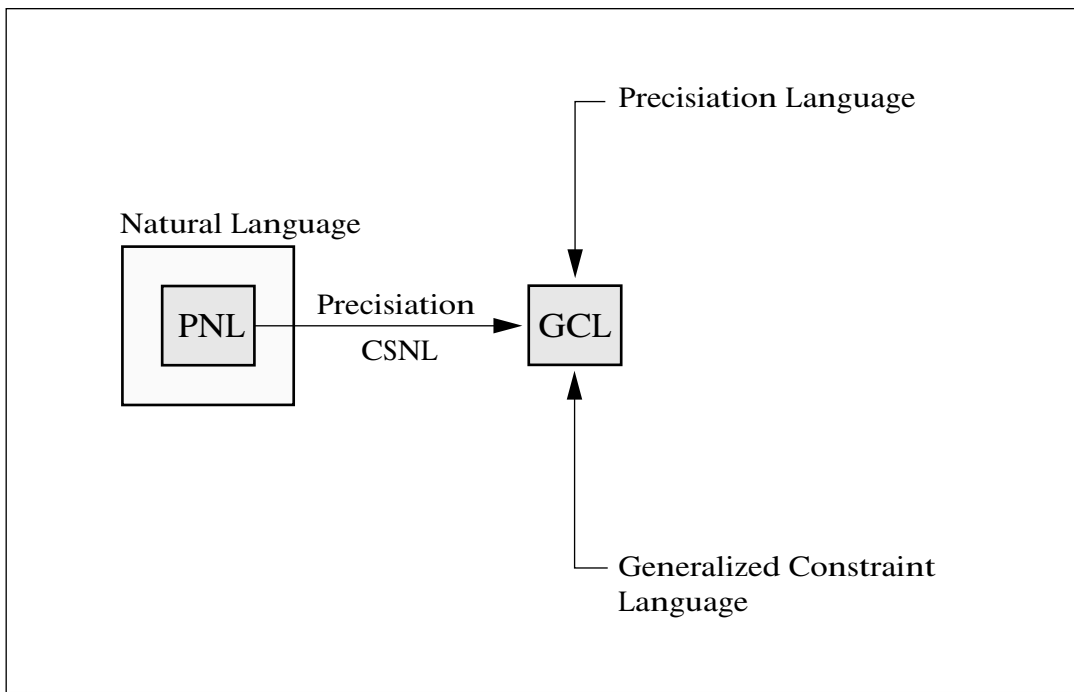 Precisiation Language
Natural Language
PNL
Precisiation
CSNL
GCL
Generalized Constraint
Language